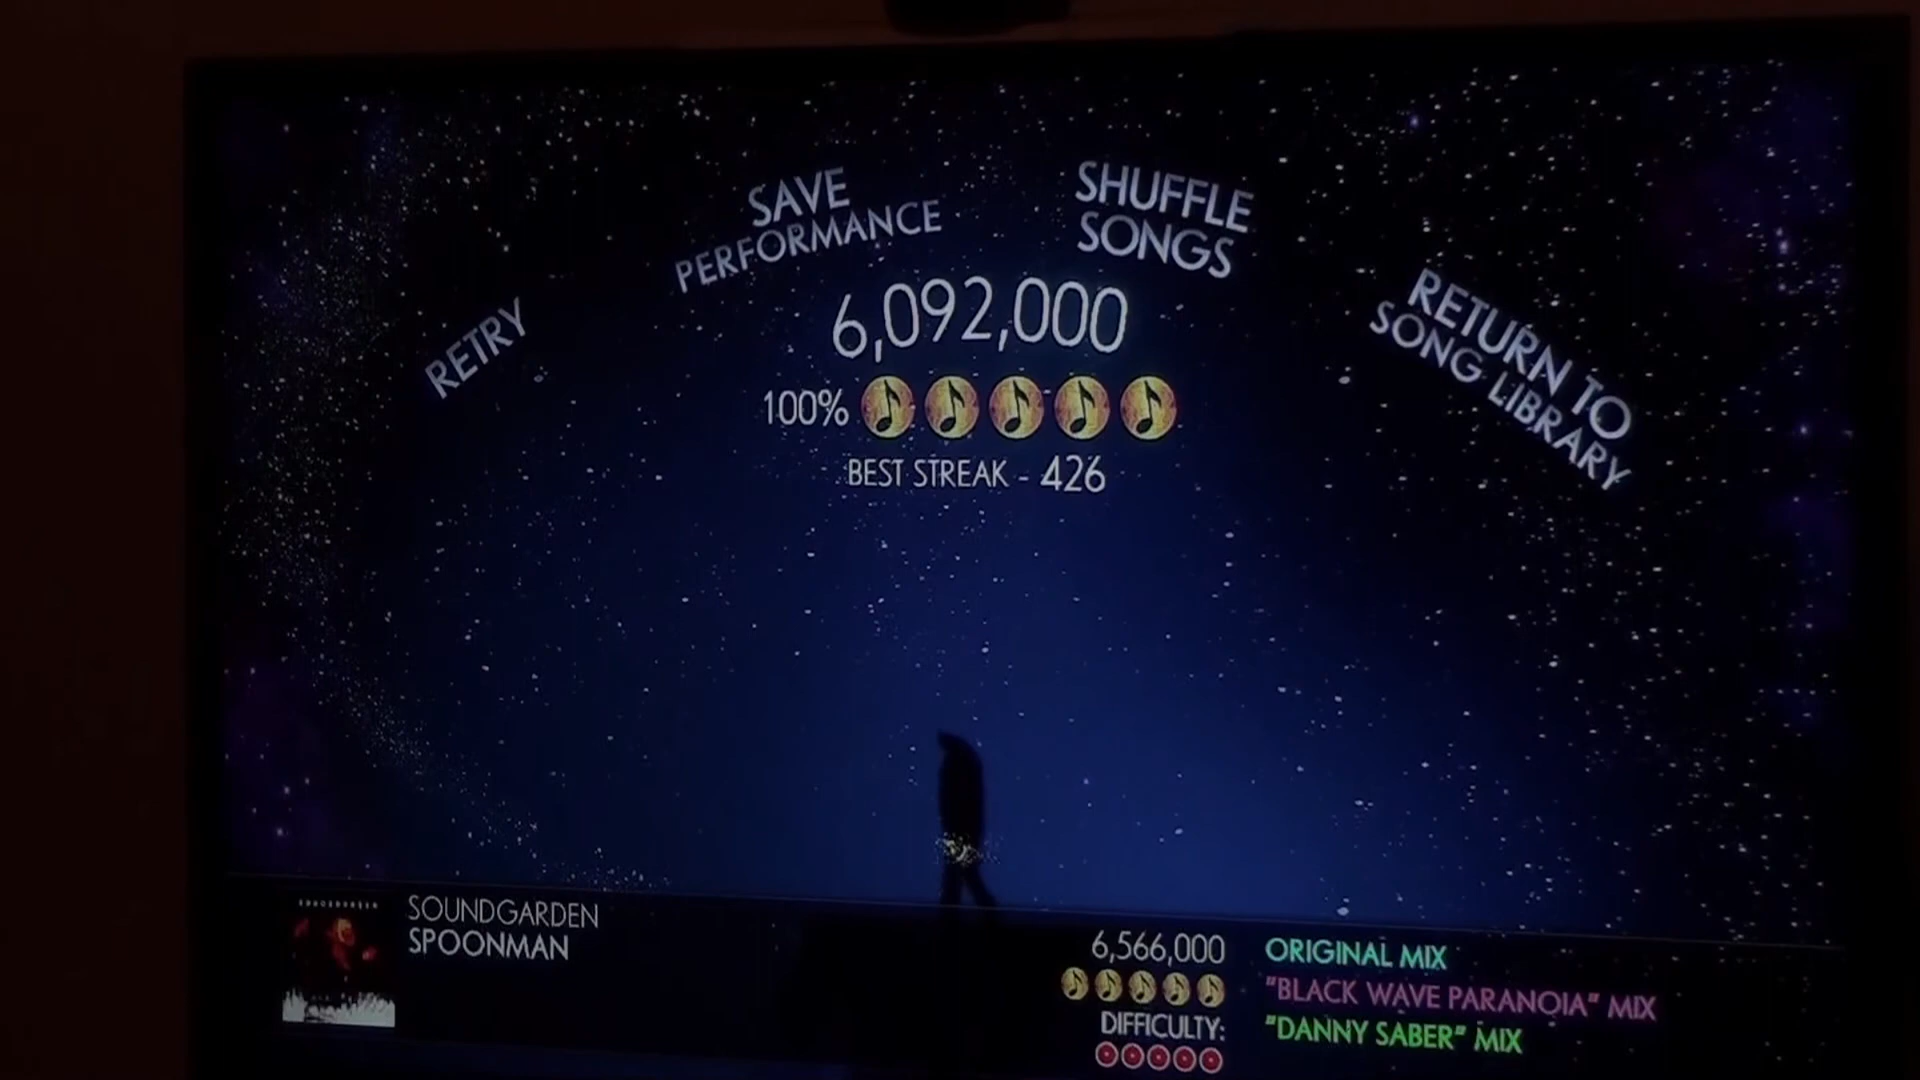 RETRY
SAVE
PERFORMANCE
SHUFFLE
SONGS
RETURN TO
SONG LIBRARY
6,092,000
100%
BEST STREAK - 426
SOUNDGARDEN
SPOONMAN
6,566,000
DIFFICULTY:
ORIGINAL MIX
"BLACK WAVE PARANOIA" MIX
"DANNY SABER" MIX
SOUNDGARDEN